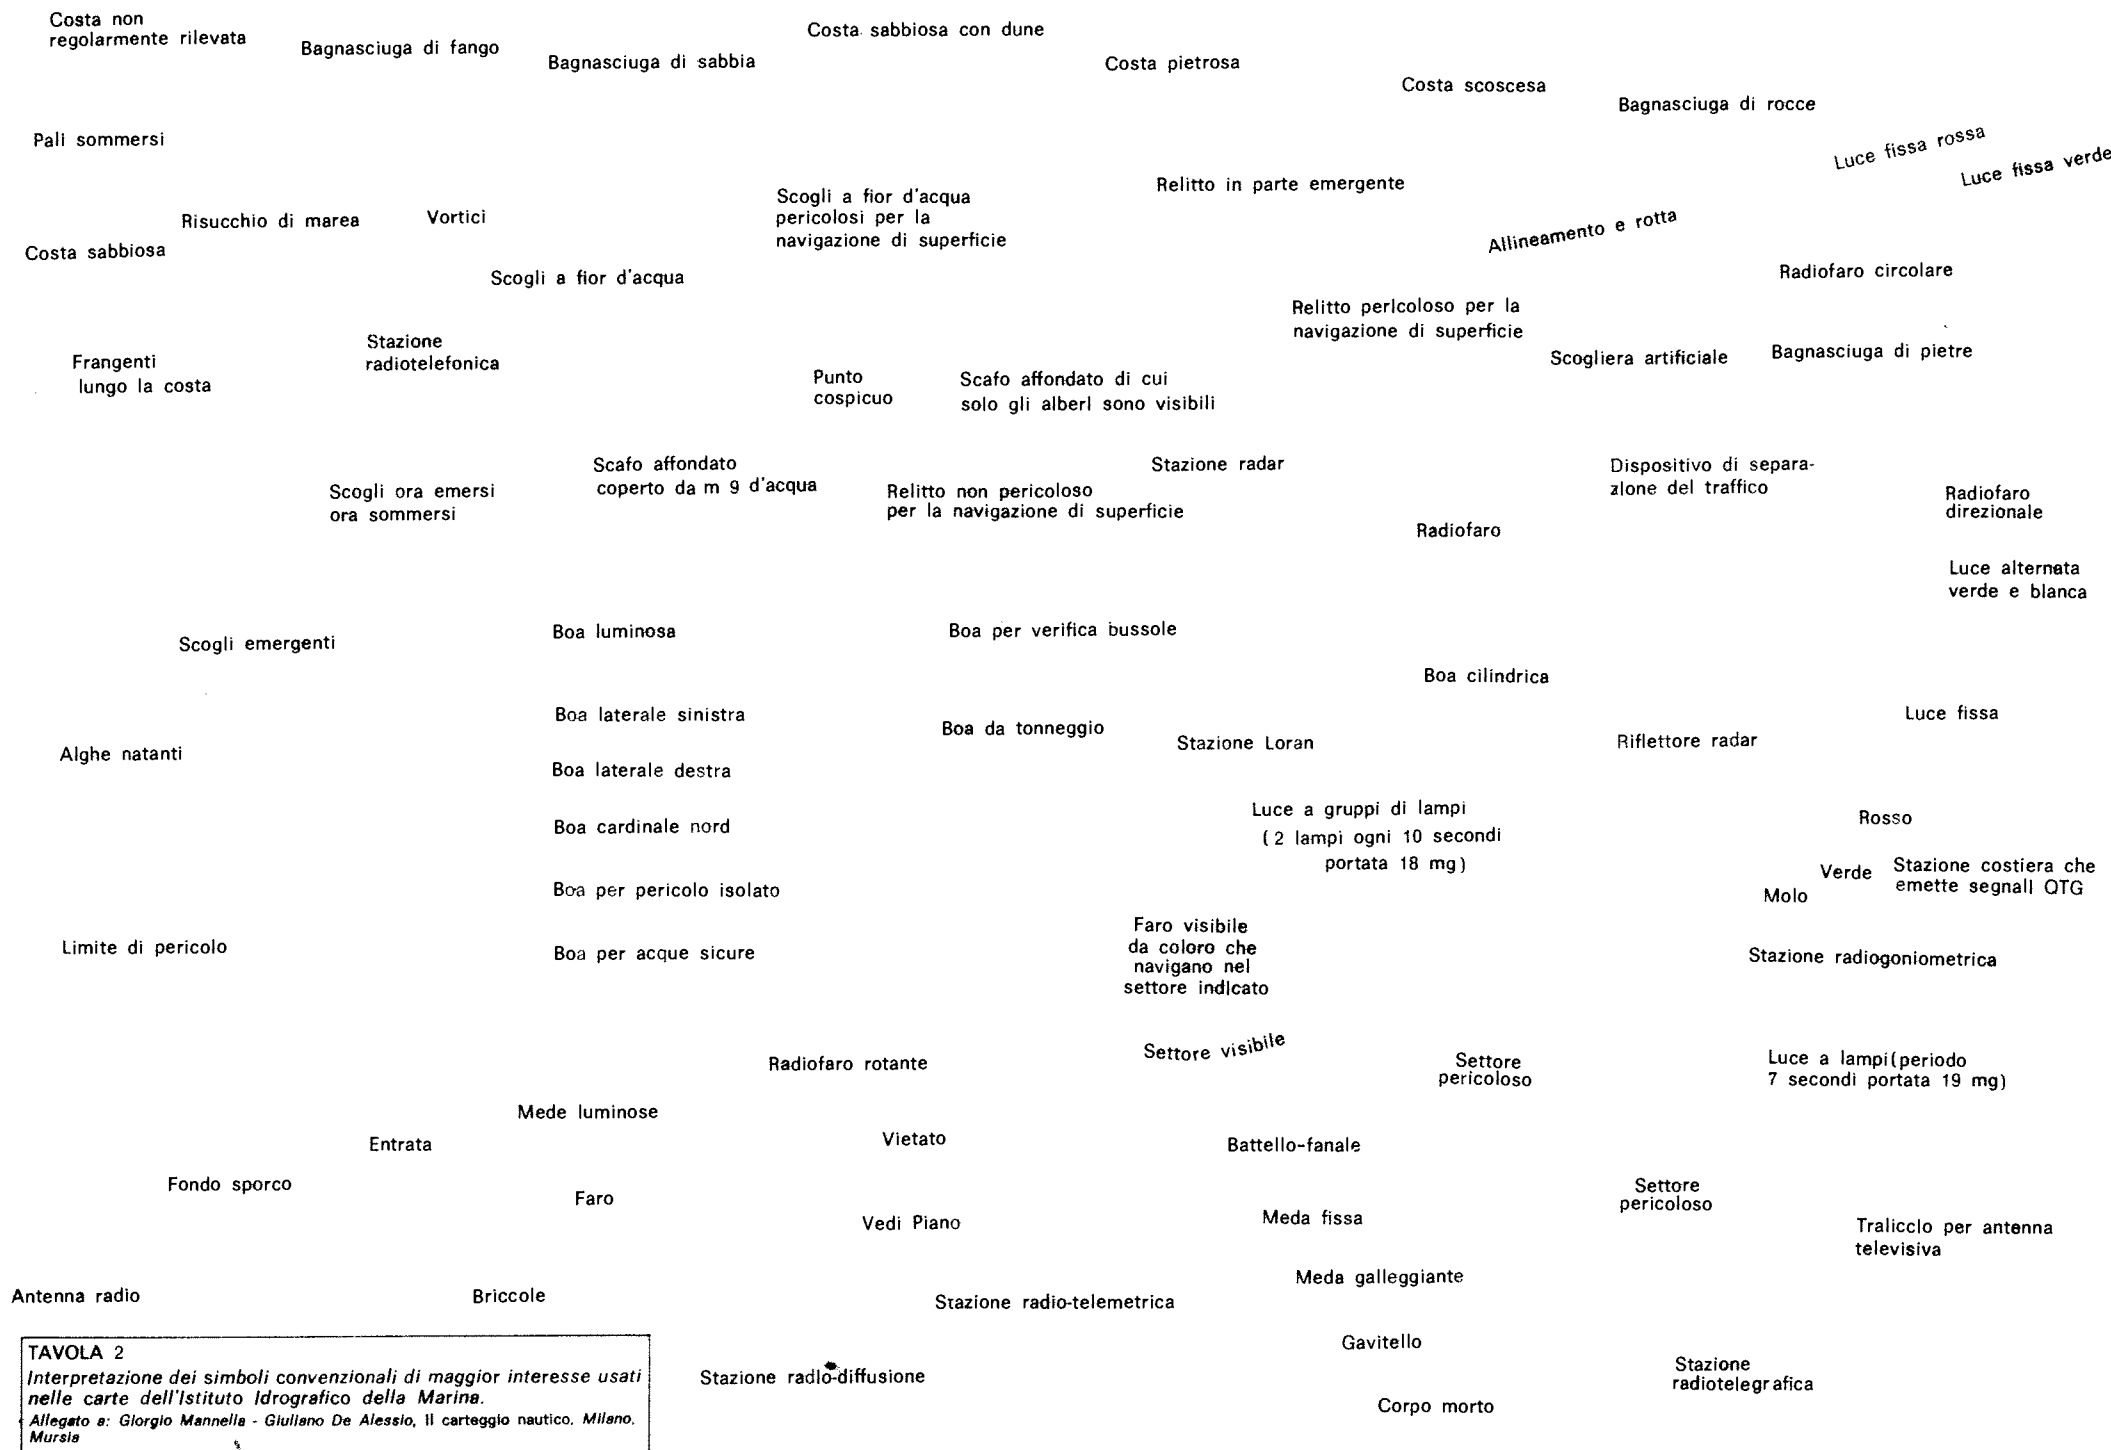 Costa non
regolarmente rilevata
Bagnasciuga di fango
Bagnasciuga di sabbia
Costa sabbiosa con dune
Costa pietrosa
Costa scoscesa
Bagnasciuga di rocce
Pali sommersi
Luce fissa rossa
Luce fissa verde
Relitto in parte emergente
Scogli a fior d'acqua
pericolosi per la
navigazione di superficie
Risucchio di marea
Vortici
Allineamento e rotta
Costa sabbiosa
Scogli a fior d'acqua
Radiofaro circolare
Relitto pericoloso per la
navigazione di superficie
Stazione
radiotelefonica
Scogliera artificiale
Bagnasciuga di pietre
Frangenti
lungo la costa
Punto
cospicuo
Scafo affondato di cui
solo gli alberi sono visibili
Scafo affondato
coperto da m 9 d'acqua
Stazione radar
Dispositivo di separa-
zione del traffico
Scogli ora emersi
ora sommersi
Relitto non pericoloso
per la navigazione di superficie
Radiofaro
direzionale
Radiofaro
Luce alternata
verde e bianca
Scogli emergenti
Boa luminosa
Boa per verifica bussole
Boa cilindrica
Boa laterale sinistra
Boa da tonneggio
Luce fissa
Alghe natanti
Stazione Loran
Riflettore radar
Boa laterale destra
Luce a gruppi di lampi
(2 lampi ogni 10 secondi
portata 18 mg)
Boa cardinale nord
Rosso
Verde
Stazione costiera che
emette segnali QTG
Molo
Boa per pericolo isolato
Faro visibile
da coloro che
navigano nel
settore indicato
Limite di pericolo
Boa per acque sicure
Stazione radiogoniometrica
Radiofaro rotante
Settore visibile
Settore
pericoloso
Luce a lampi(periodo
7 secondi portata 19 mg)
Mede luminose
Entrata
Vietato
Battello-fanale
Fondo sporco
Faro
Settore
pericoloso
Vedi Piano
Meda fissa
Traliccio per antenna
televisiva
Antenna radio
Briccole
Stazione radio-telemetrica
Meda galleggiante
Gavitello
TAVOLA 2
Interpretazione dei simboli convenzionali di maggior interesse usati
nelle carte dell'Istituto Idrografico della Marina.
Allegato a: Giorgio Mannella - Giuliano De Alessio, Il carteggio nautico, Milano,
Mursia
Stazione radio-diffusione
Stazione
radiotelegrafica
Corpo morto